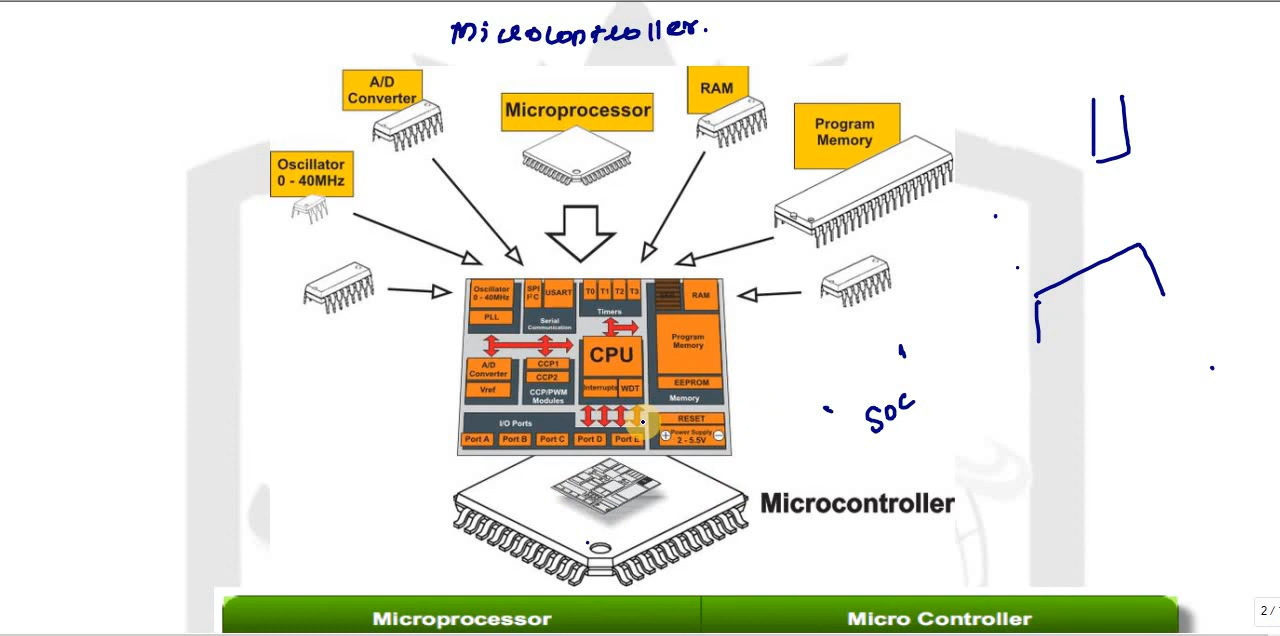 Microcontroller.
A/D
Converter
Microprocessor
RAM
Program
Memory
Oscillator
0 - 40MHz
Oscillator
0 - 40MHz
PLL
SPI
I²C
USART
Serial
Communication
T0 T1 T2 T3
Timers
RAM
Program
Memory
EEPROM
Memory
A/D
Converter
Vref
CCP1
CCP2
CCP/PWM
Modules
CPU
Interrupts
WDT
I/O Ports
Port A Port B Port C Port D Port E
RESET
Power Supply
2 - 5.5V
SOC
Microcontroller
Microprocessor
Micro Controller
2 /